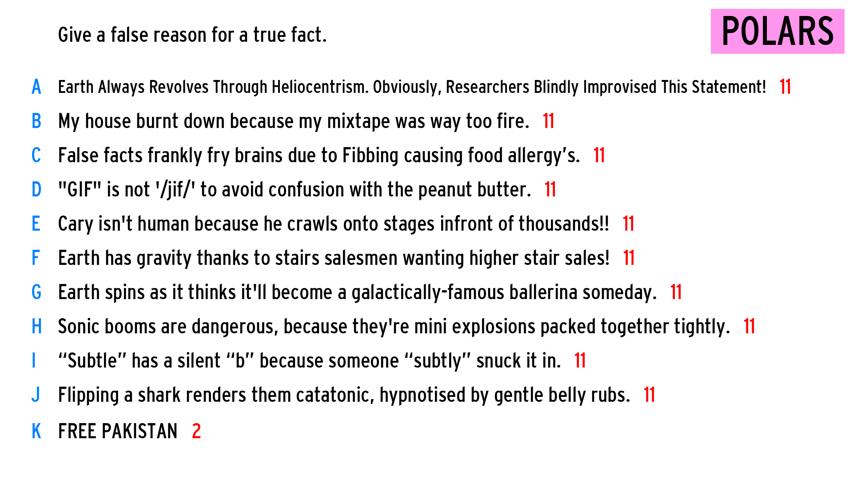 Give a false reason for a true fact.
POLARS
A Earth Always Revolves Through Heliocentrism. Obviously, Researchers Blindly Improvised This Statement! 11
B My house burnt down because my mixtape was way too fire. 11
C False facts frankly fry brains due to Fibbing causing food allergy's. 11
D "GIF" is not '/jif/' to avoid confusion with the peanut butter. 11
E Cary isn't human because he crawls onto stages infront of thousands!! 11
F Earth has gravity thanks to stairs salesmen wanting higher stair sales! 11
G Earth spins as it thinks it'll become a galactically-famous ballerina someday. 11
H Sonic booms are dangerous, because they're mini explosions packed together tightly. 11
I “Subtle” has a silent “b” because someone “subtly” snuck it in. 11
J Flipping a shark renders them catatonic, hypnotised by gentle belly rubs. 11
K FREE PAKISTAN 2